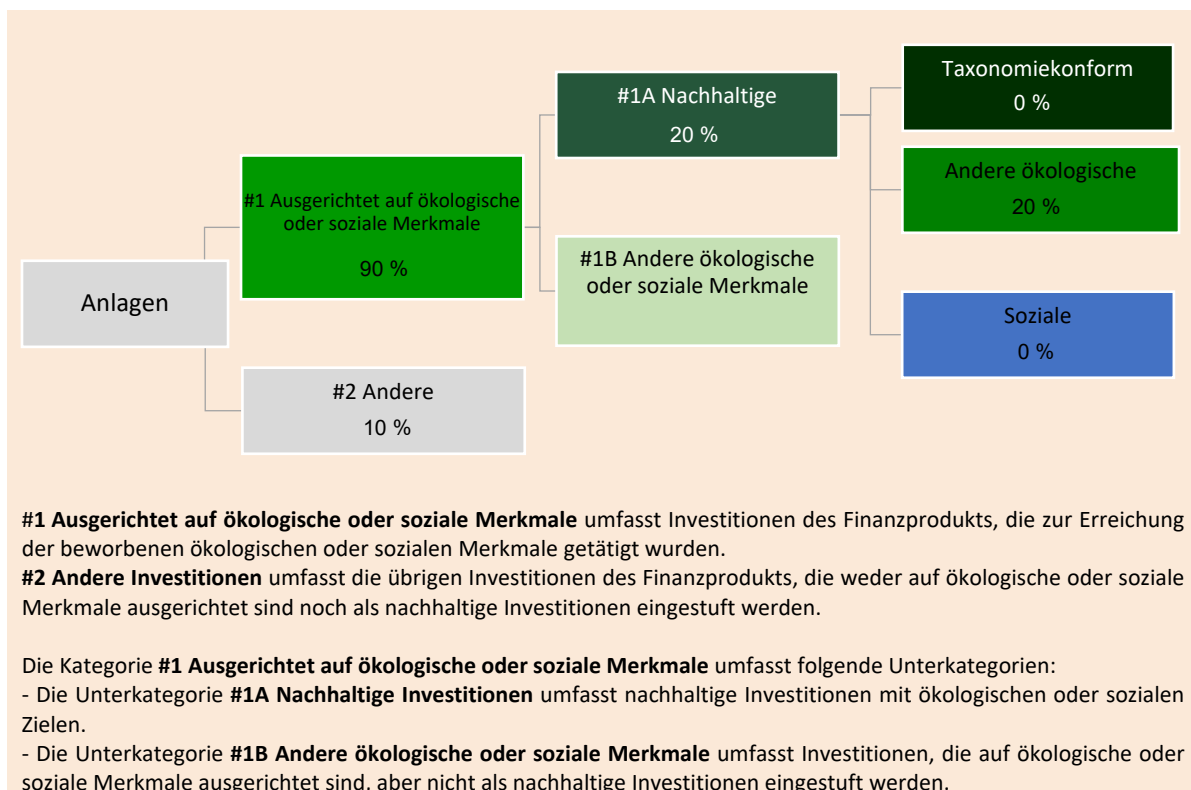 Anlagen
#1 Ausgerichtet auf ökologische
oder soziale Merkmale
90 %
#2 Andere
10 %
#1A Nachhaltige
20 %
#1B Andere ökologische
oder soziale Merkmale
Taxonomiekonform
0 %
Andere ökologische
20 %
Soziale
0 %
#1 Ausgerichtet auf ökologische oder soziale Merkmale umfasst Investitionen des Finanzprodukts, die zur Erreichung
der beworbenen ökologischen oder sozialen Merkmale getätigt wurden.
#2 Andere Investitionen umfasst die übrigen Investitionen des Finanzprodukts, die weder auf ökologische oder soziale
Merkmale ausgerichtet sind noch als nachhaltige Investitionen eingestuft werden.
Die Kategorie #1 Ausgerichtet auf ökologische oder soziale Merkmale umfasst folgende Unterkategorien:
- Die Unterkategorie #1A Nachhaltige Investitionen umfasst nachhaltige Investitionen mit ökologischen oder sozialen
Zielen.
- Die Unterkategorie #1B Andere ökologische oder soziale Merkmale umfasst Investitionen, die auf ökologische oder
soziale Merkmale ausgerichtet sind, aber nicht als nachhaltige Investitionen eingestuft werden.